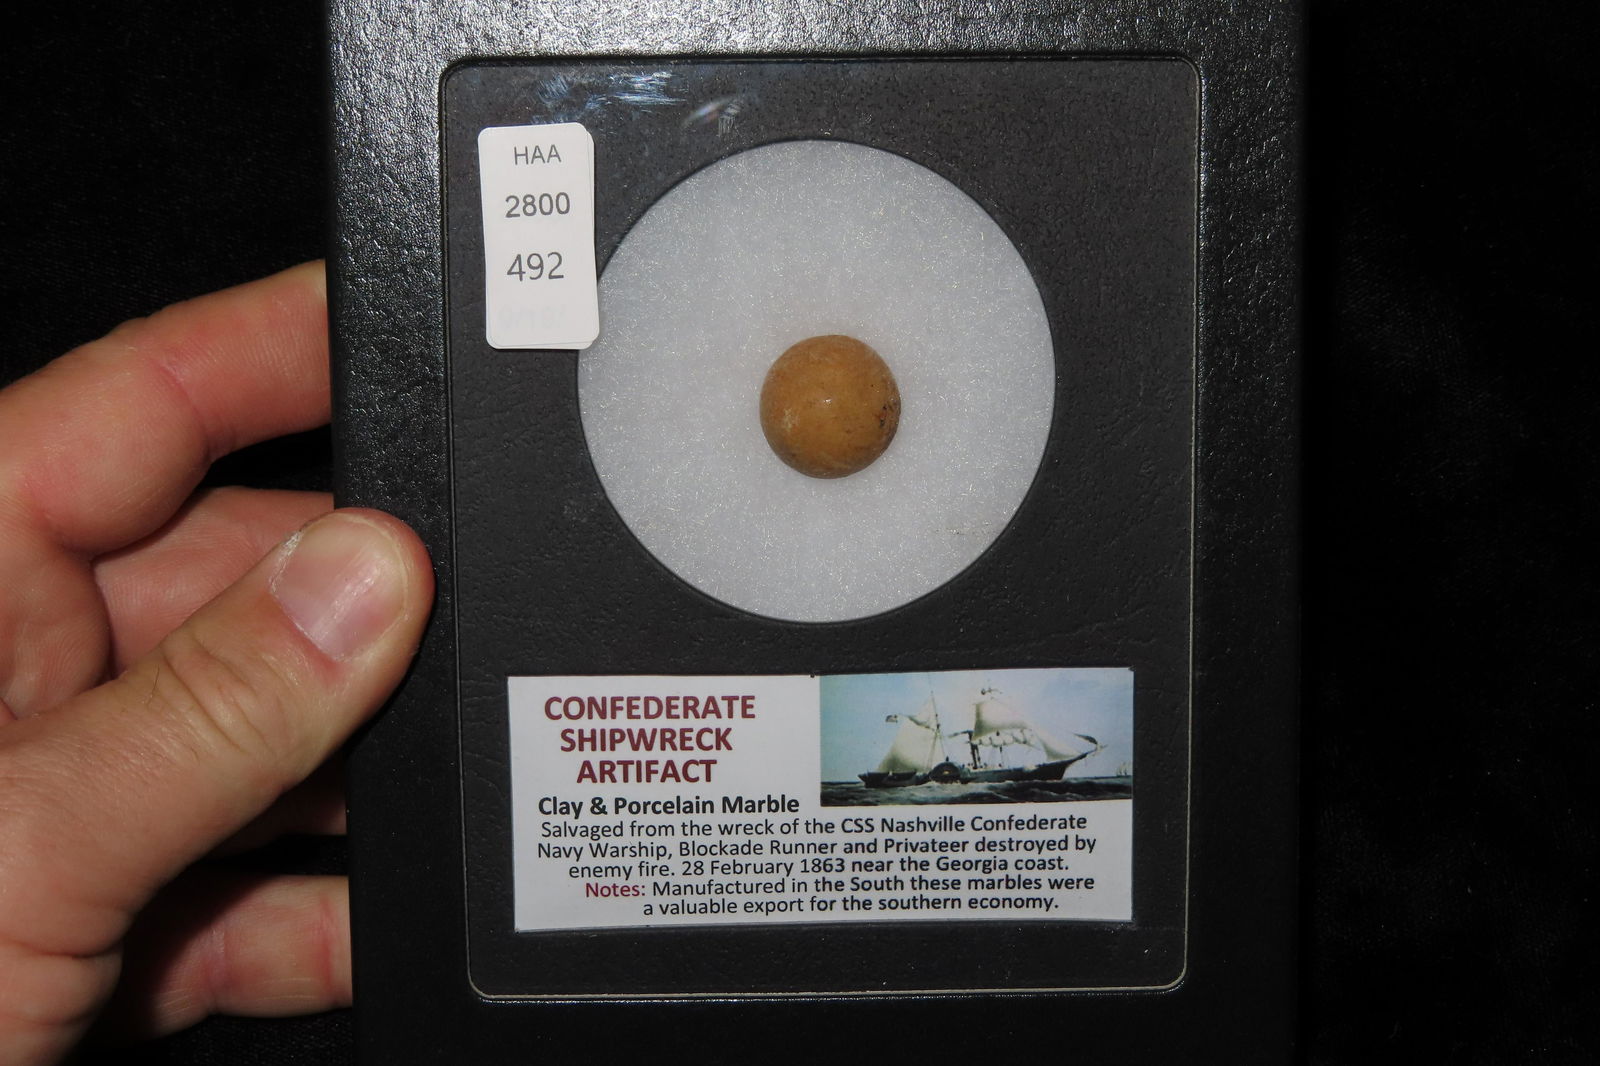 HAA
2800
492
CONFEDERATE
SHIPWRECK
ARTIFACT
Clay & Porcelain Marble
Salvaged from the wreck of the CSS Nashville Confederate
Navy Warship, Blockade Runner and Privateer destroyed by
enemy fire. 28 February 1863 near the Georgia coast.
Notes: Manufactured in the South these marbles were
a valuable export for the southern economy.